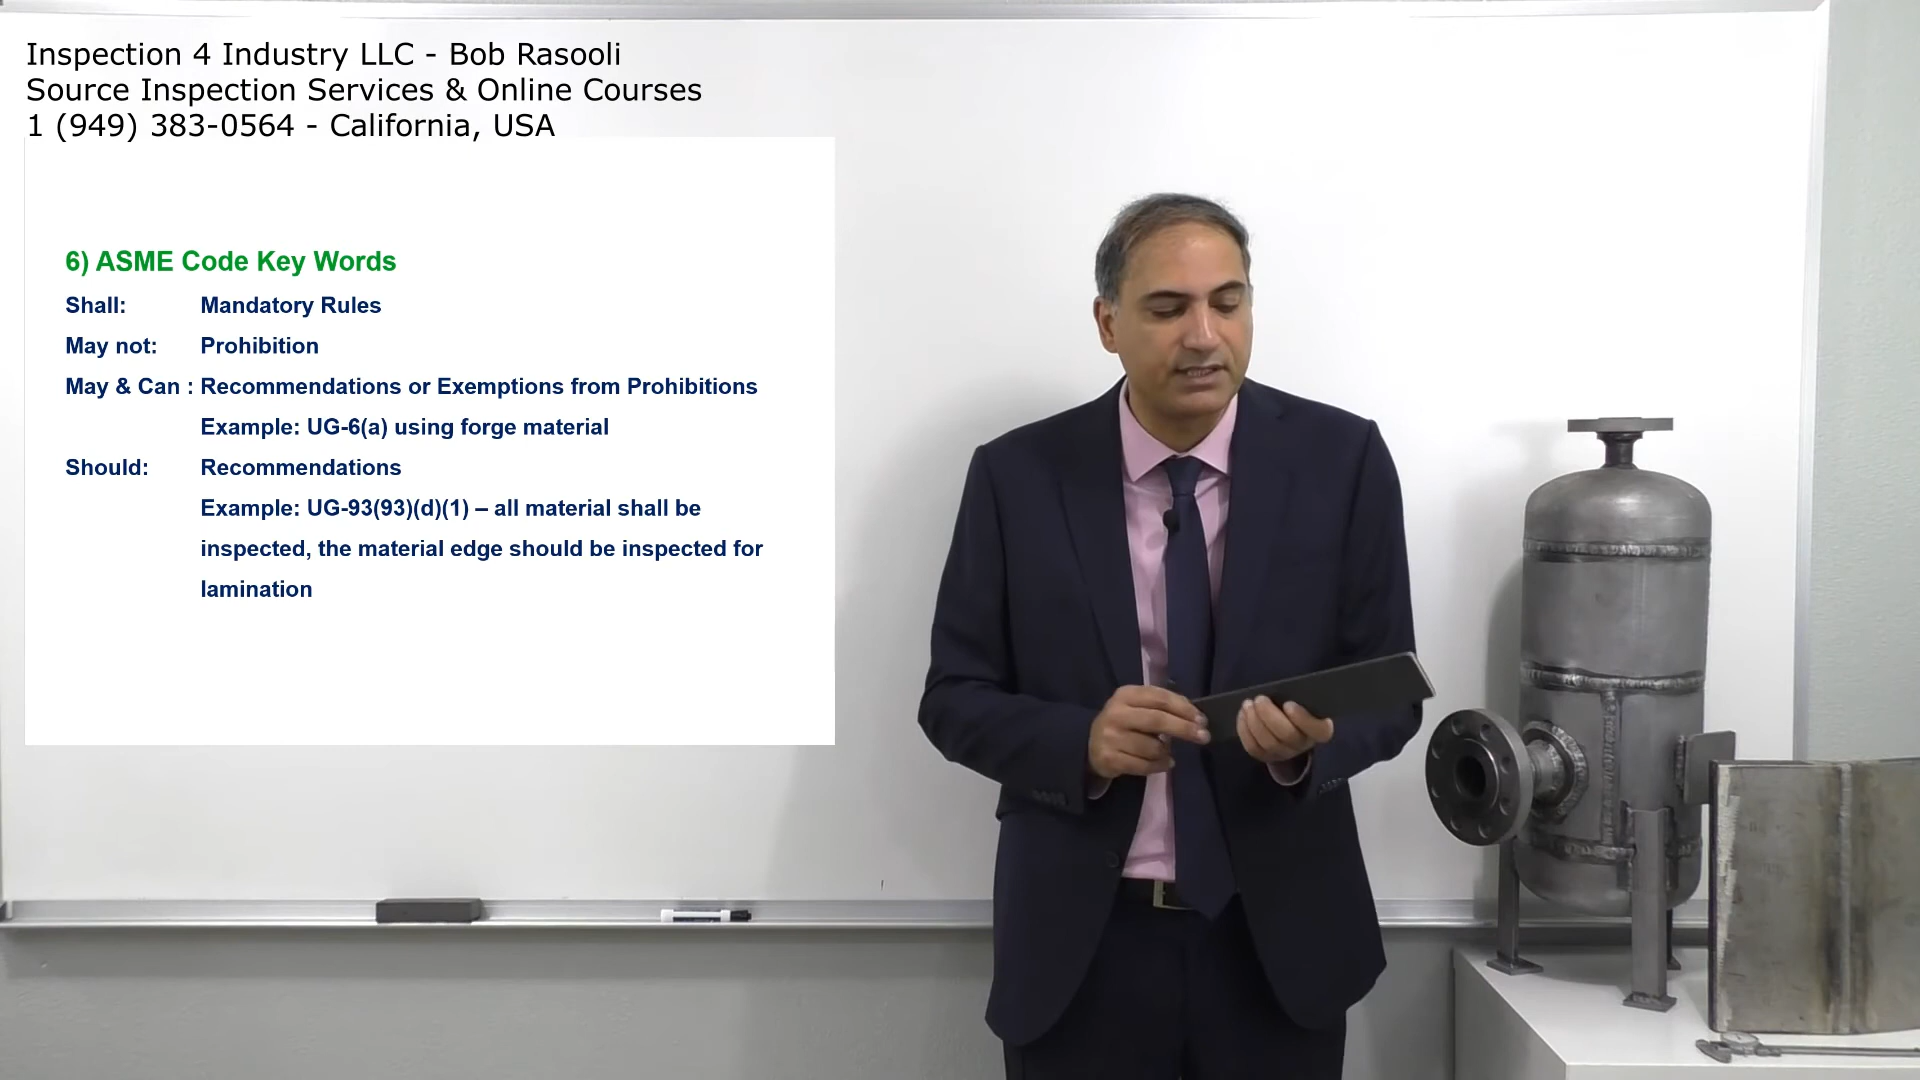 Inspection 4 Industry LLC - Bob Rasooli
Source Inspection Services & Online Courses
1 (949) 383-0564 - California, USA
6) ASME Code Key Words
Shall: Mandatory Rules
May not: Prohibition
May & Can : Recommendations or Exemptions from Prohibitions
Example: UG-6(a) using forge material
Should: Recommendations
Example: UG-93(93)(d)(1) – all material shall be
inspected, the material edge should be inspected for
lamination